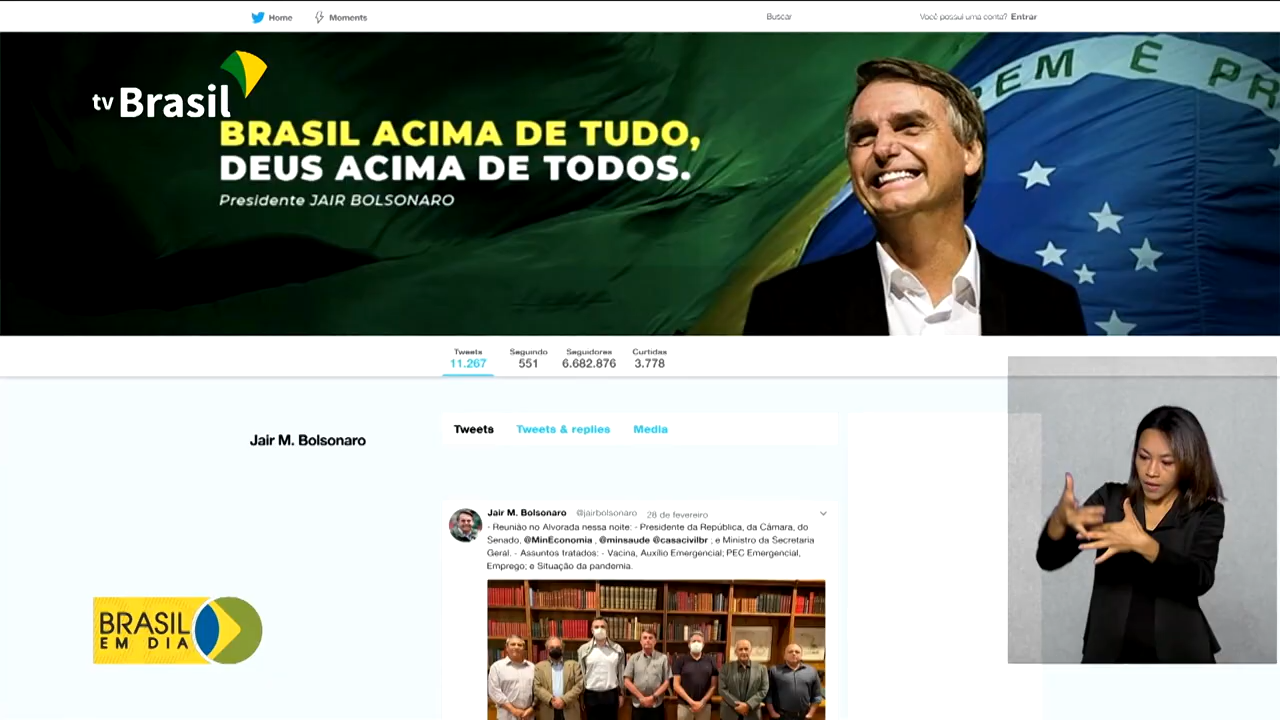 Home
Moments
Buscar
Você possui uma conta? Entrar
tv Brasil
BRASIL ACIMA DE TUDO,
DEUS ACIMA DE TODOS.
Presidente JAIR BOLSONARO
EM E PR
Tweets Seguindo Seguidores Curtidas
11.267 551 6.682.876 3.778
Jair M. Bolsonaro
Tweets Tweets & replies Media
Jair M. Bolsonaro @jairbolsonaro 26 de fevereiro
- Reunião no Alvorada nessa noite: - Presidente da República, da Câmara, do
Senado, @MinEconomia , @minsaude @casacivilbr ; e Ministro da Secretaria
Geral. - Assuntos tratados: - Vacina, Auxílio Emergencial; PEC Emergencial,
Emprego; e Situação da pandemia.
BRASIL
EM DIA